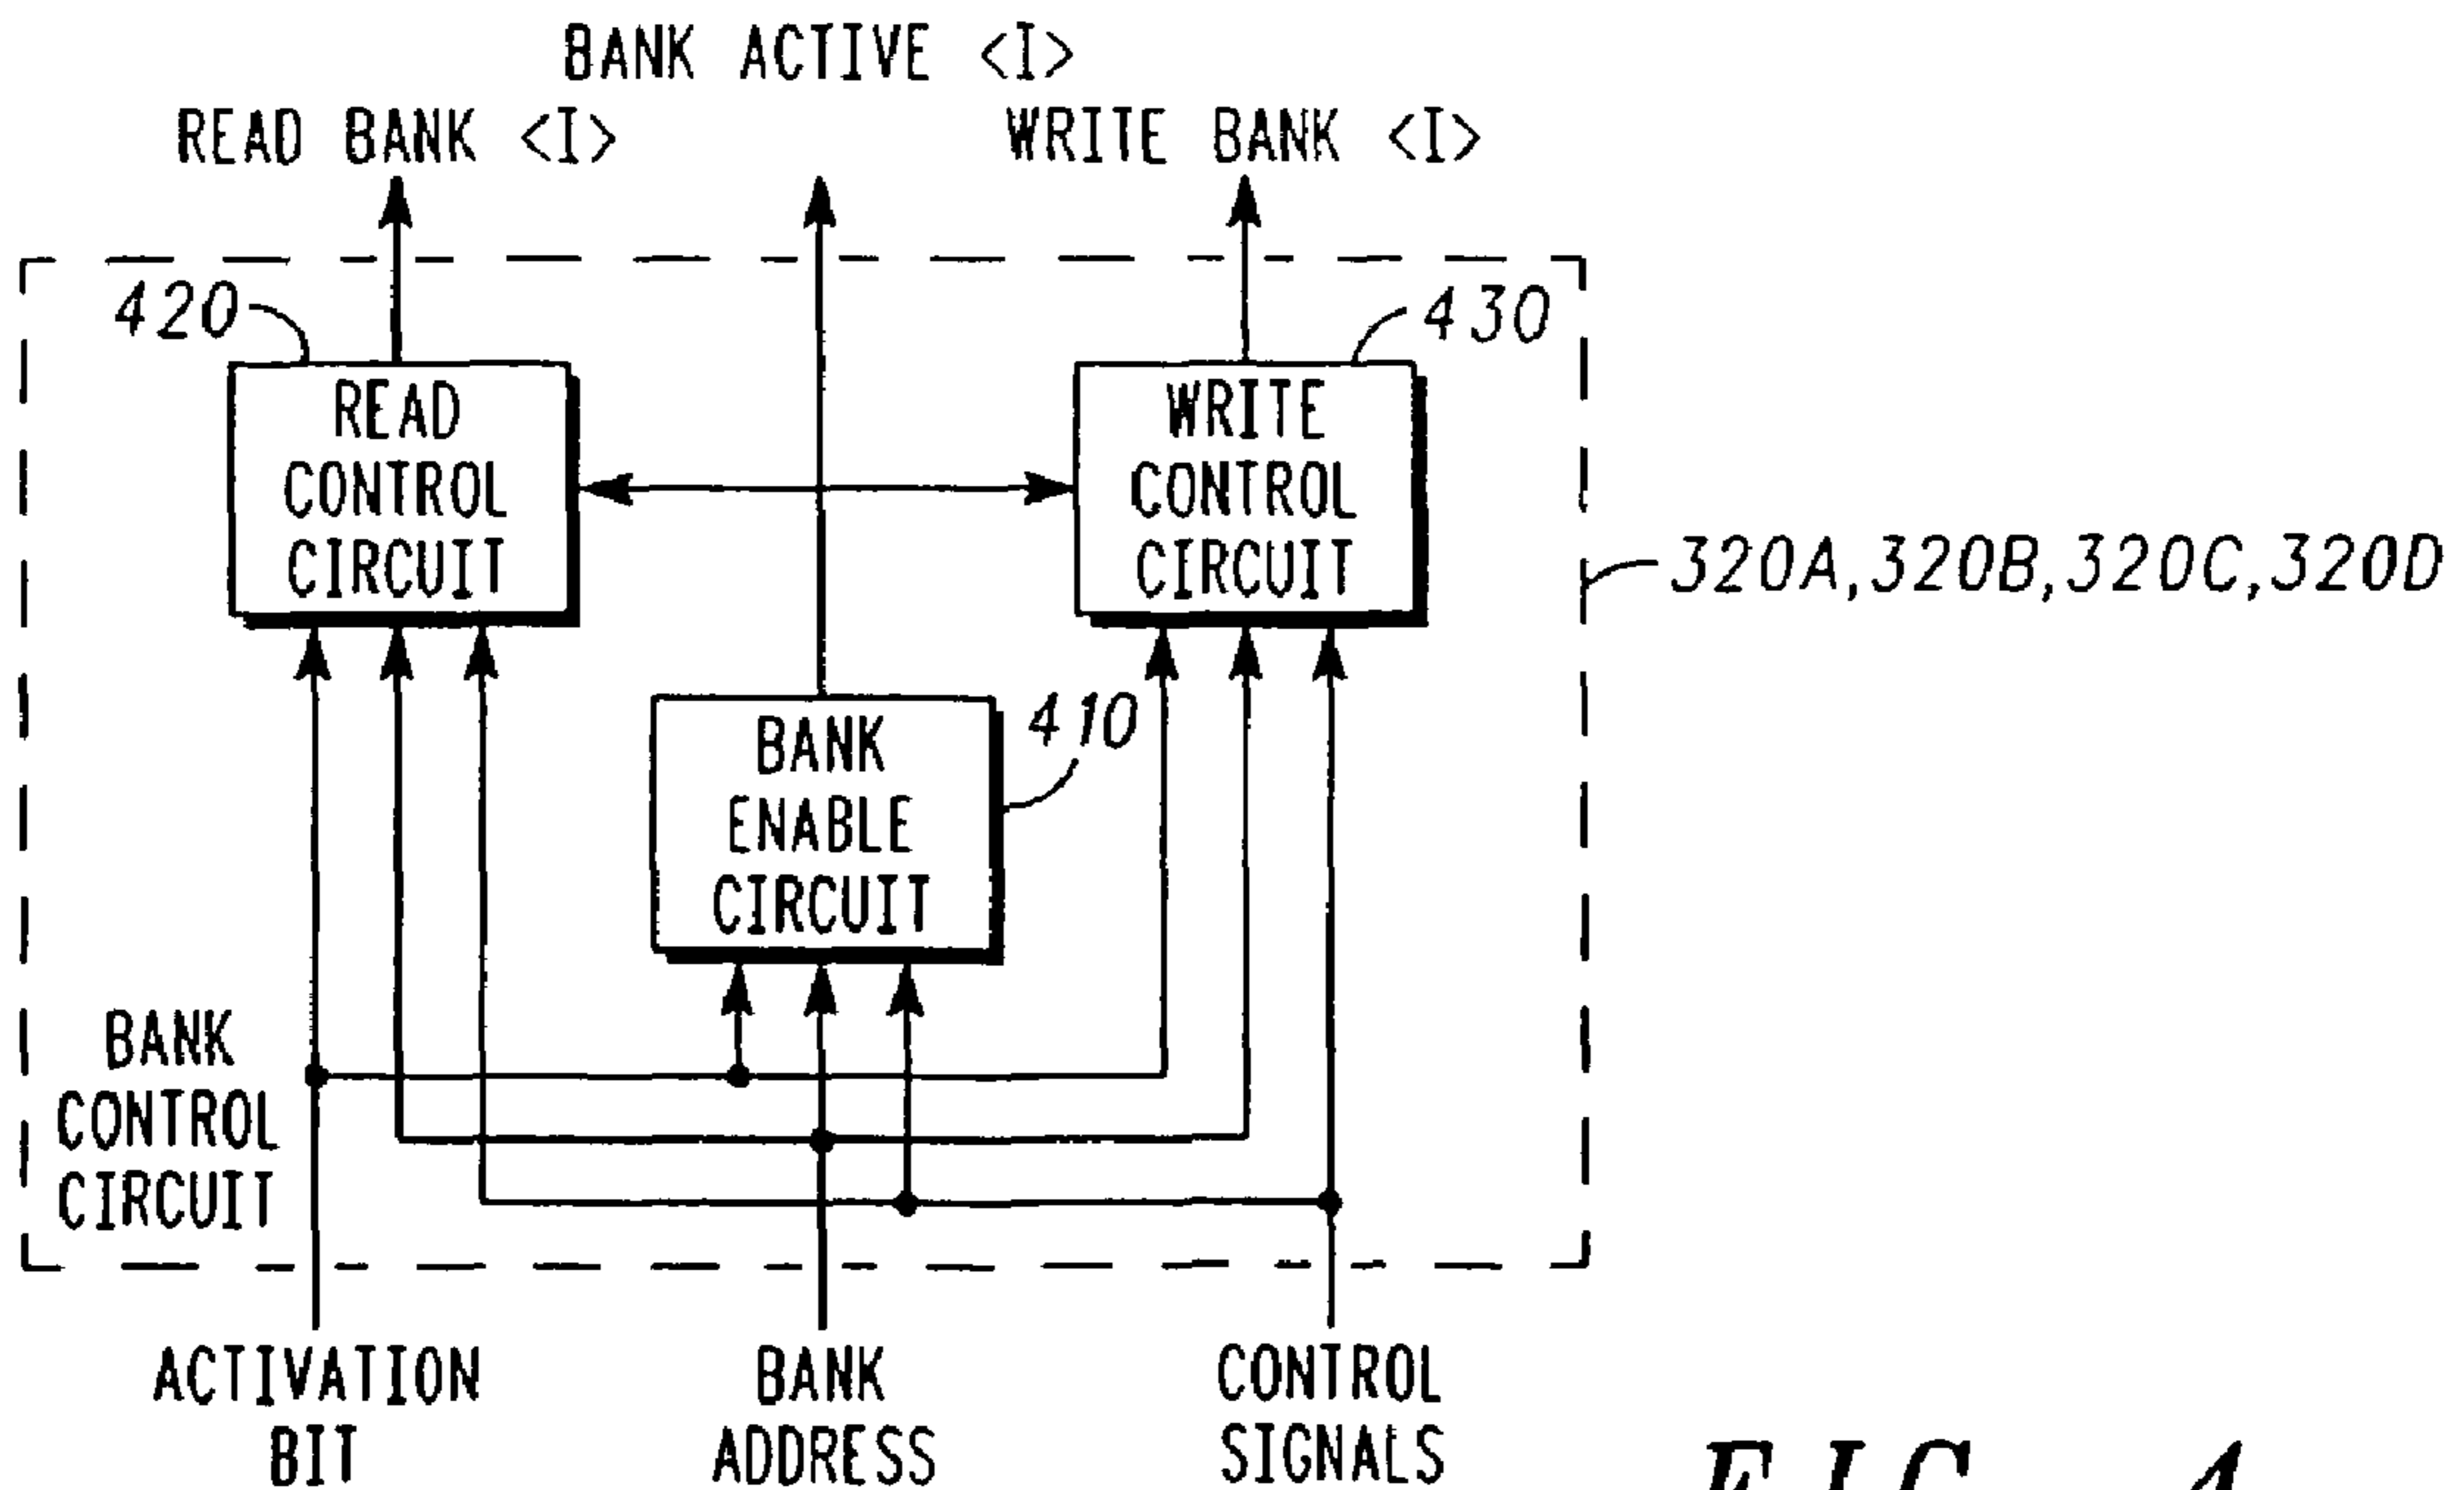 BANK ACTIVE <I>
READ BANK <I>
WRITE BANK <I>
420
430
READ
CONTROL
CIRCUIT
WRITE
CONTROL
CIRCUIT
320A,320B,320C,320D
410
BANK
ENABLE
CIRCUIT
BANK
CONTROL
CIRCUIT
ACTIVATION
BIT
BANK
ADDRESS
CONTROL
SIGNALS